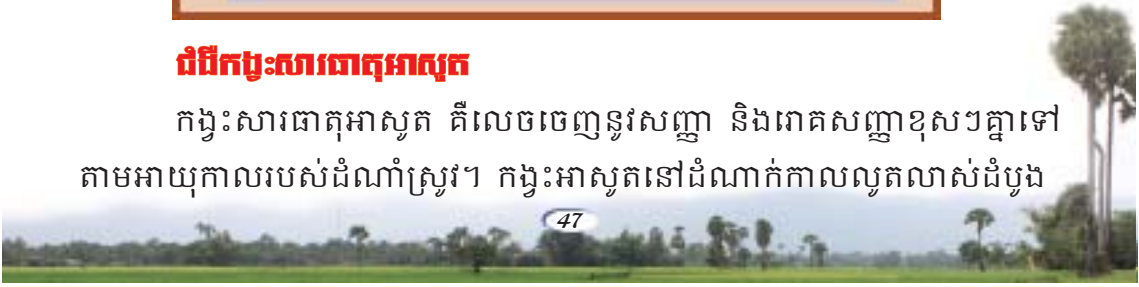 ជំងឺកង្វះសារធាតុអាសូត
កង្វះសារធាតុអាសូត គឺលេចចេញនូវសញ្ញា និងរោគសញ្ញាខុសៗគ្នាទៅ
តាមអាយុកាលរបស់ដំណាំស្រូវ។ កង្វះអាសូតនៅដំណាក់កាលលូតលាស់ដំបូង
47